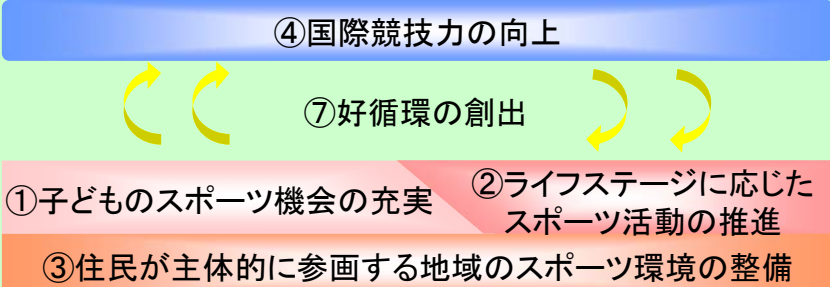 ④国際競技力の向上
⑦好循環の創出
①子どものスポーツ機会の充実
②ライフステージに応じた
スポーツ活動の推進
③住民が主体的に参画する地域のスポーツ環境の整備